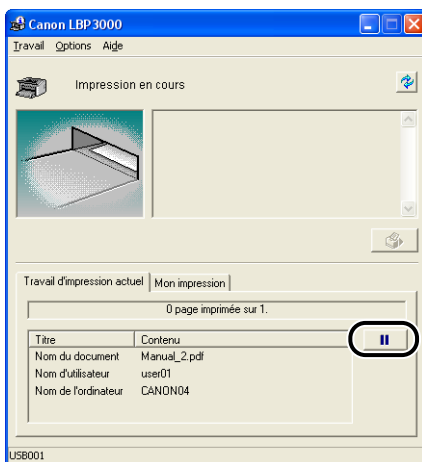 Canon LBP3000
Travail Options Aide
Impression en cours
Travail d'impression actuel Mon impression
0 page imprimée sur 1.
Titre Contenu
Nom du document Manual_2.pdf
Nom d'utilisateur user01
Nom de l'ordinateur CANON04
USB001